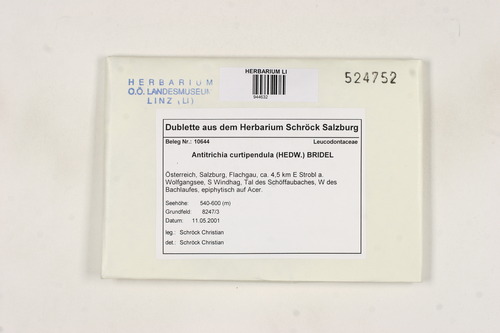 HERBARIUM
O.Ö. LANDESMUSEUM
LINZ (LI)
HERBARIUM LI
944632
524752
Dublette aus dem Herbarium Schröck Salzburg
Beleg Nr.: 10644 Leucodontaceae
Antitrichia curtipendula (HEDW.) BRIDEL
Österreich, Salzburg, Flachgau, ca. 4,5 km E Strobl a.
Wolfgangsee, S Windhag, Tal des Schöffaubaches, W des
Bachlaufes, epiphytisch auf Acer.
Seehöhe: 540-600 (m)
Grundfeld: 8247/3
Datum: 11.05.2001
leg.: Schröck Christian
det.: Schröck Christian